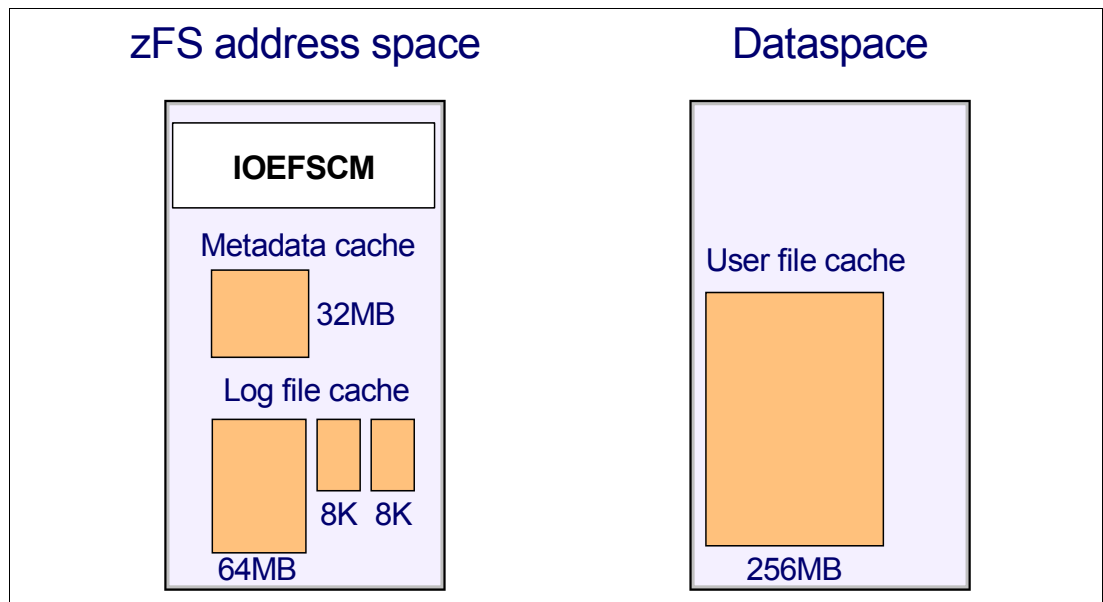 zFS address space
IOEFSCM
Metadata cache
32MB
Log file cache
8K 8K
64MB
Dataspace
User file cache
256MB